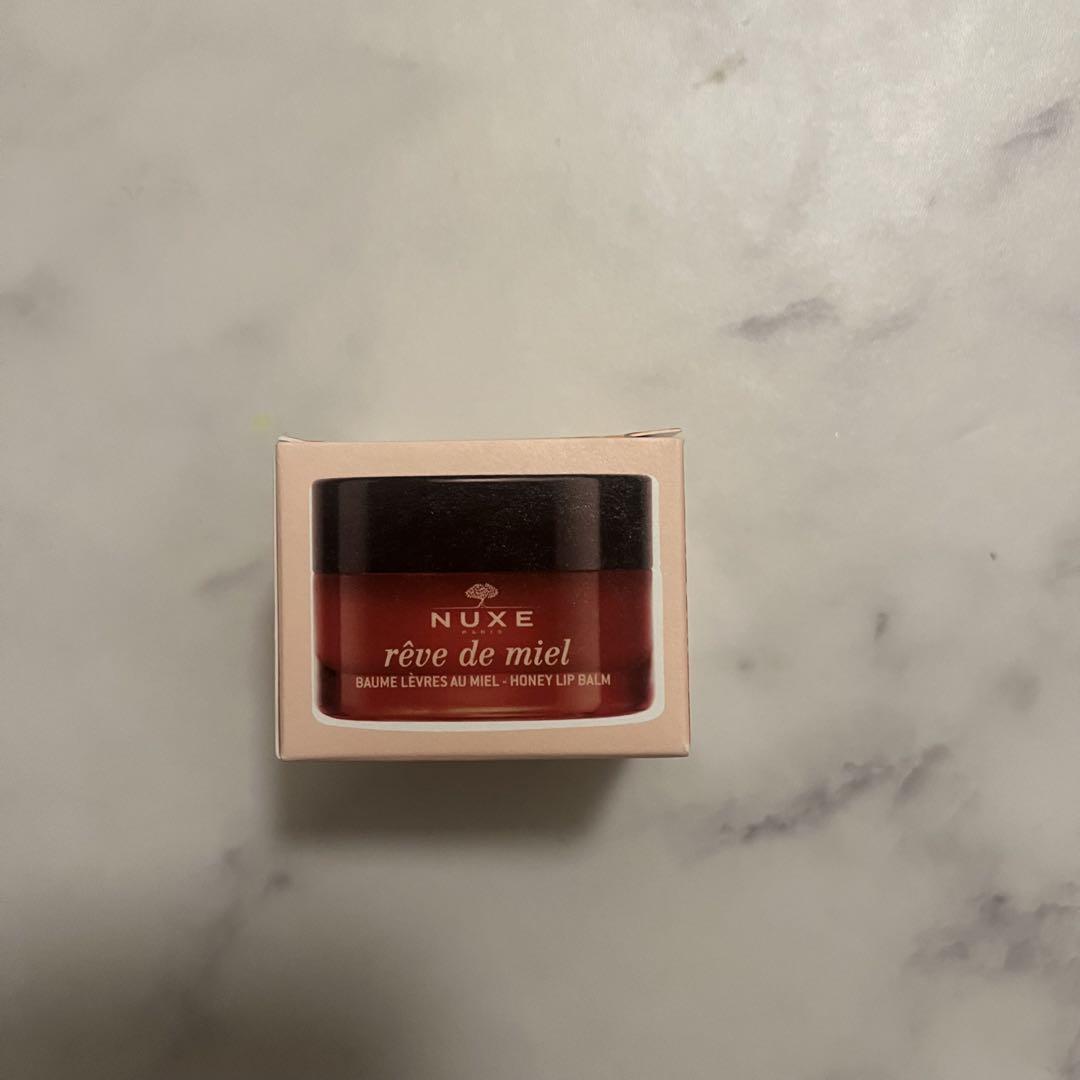 NUXE
PARIS
rêve de miel
BAUME LÈVRES AU MIEL - HONEY LIP BALM